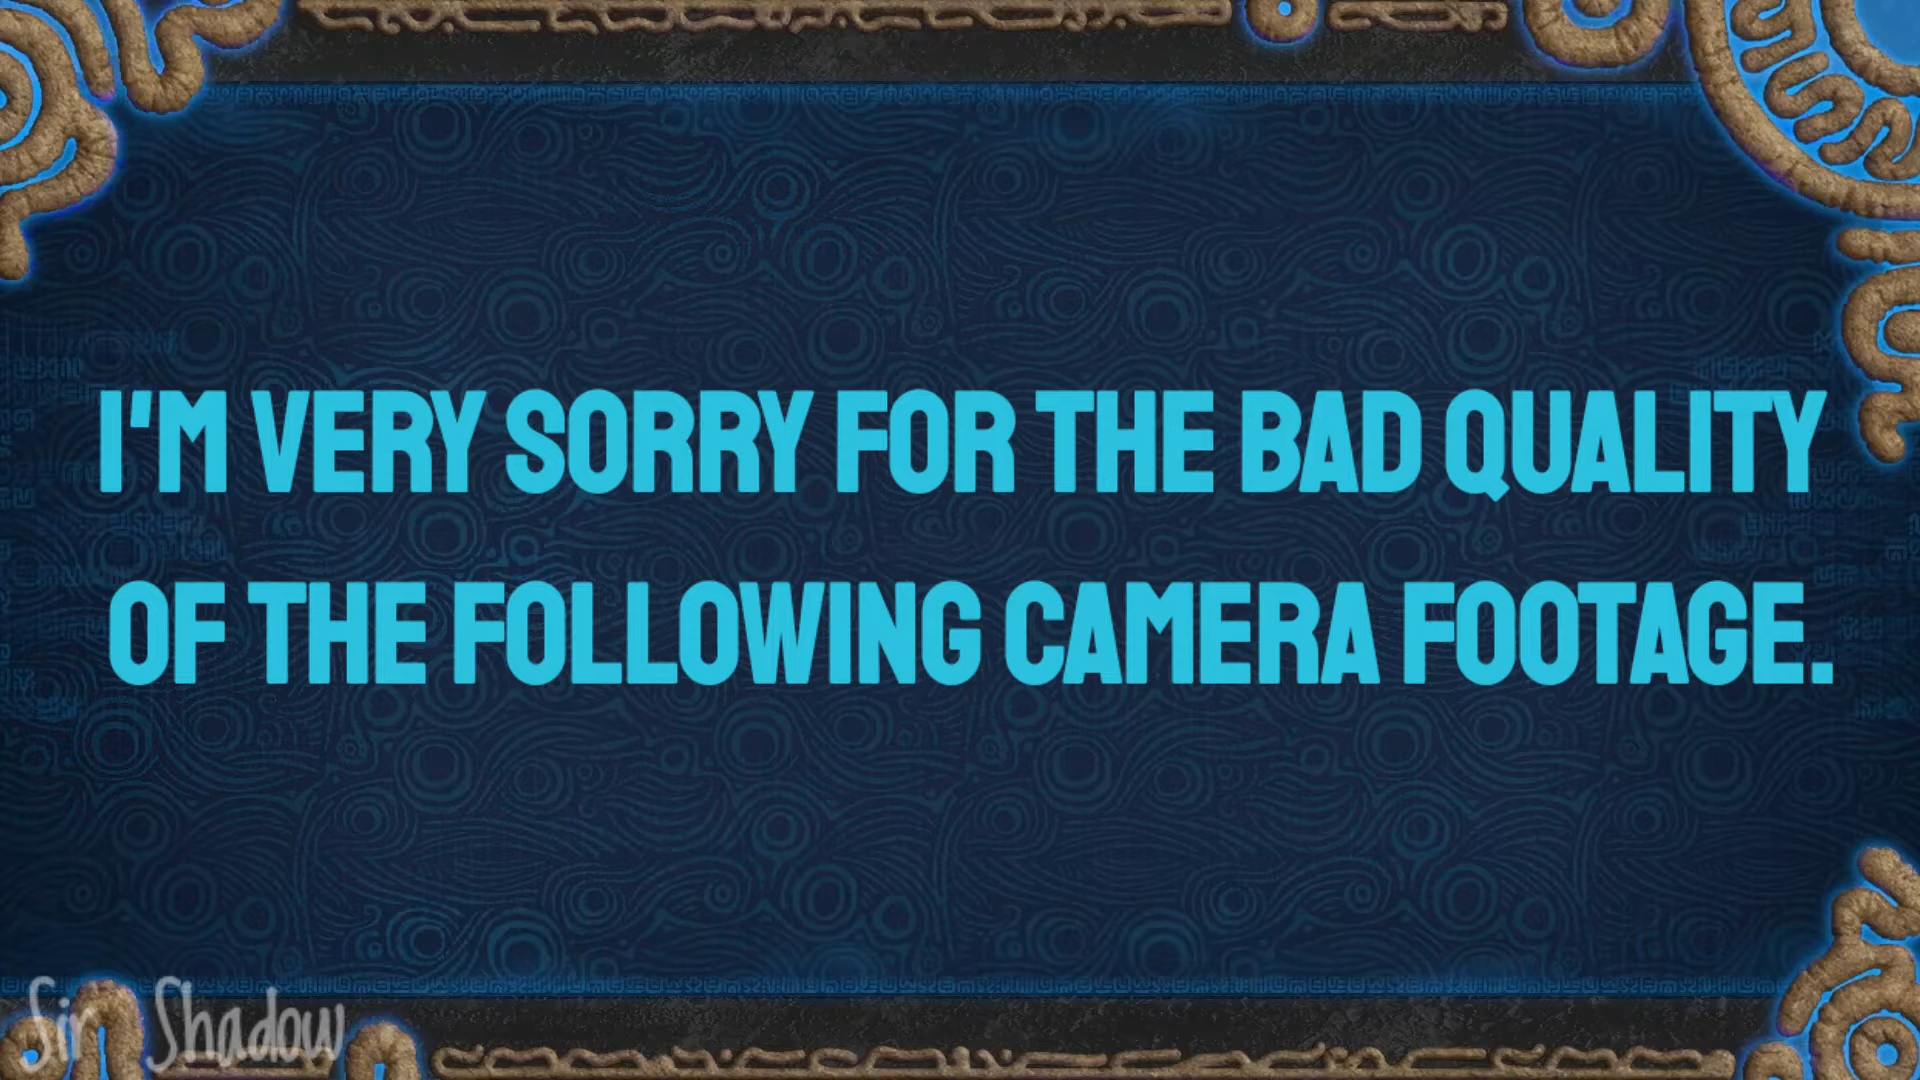 I'M VERY SORRY FOR THE BAD QUALITY
OF THE FOLLOWING CAMERA FOOTAGE.
Sir Shadow